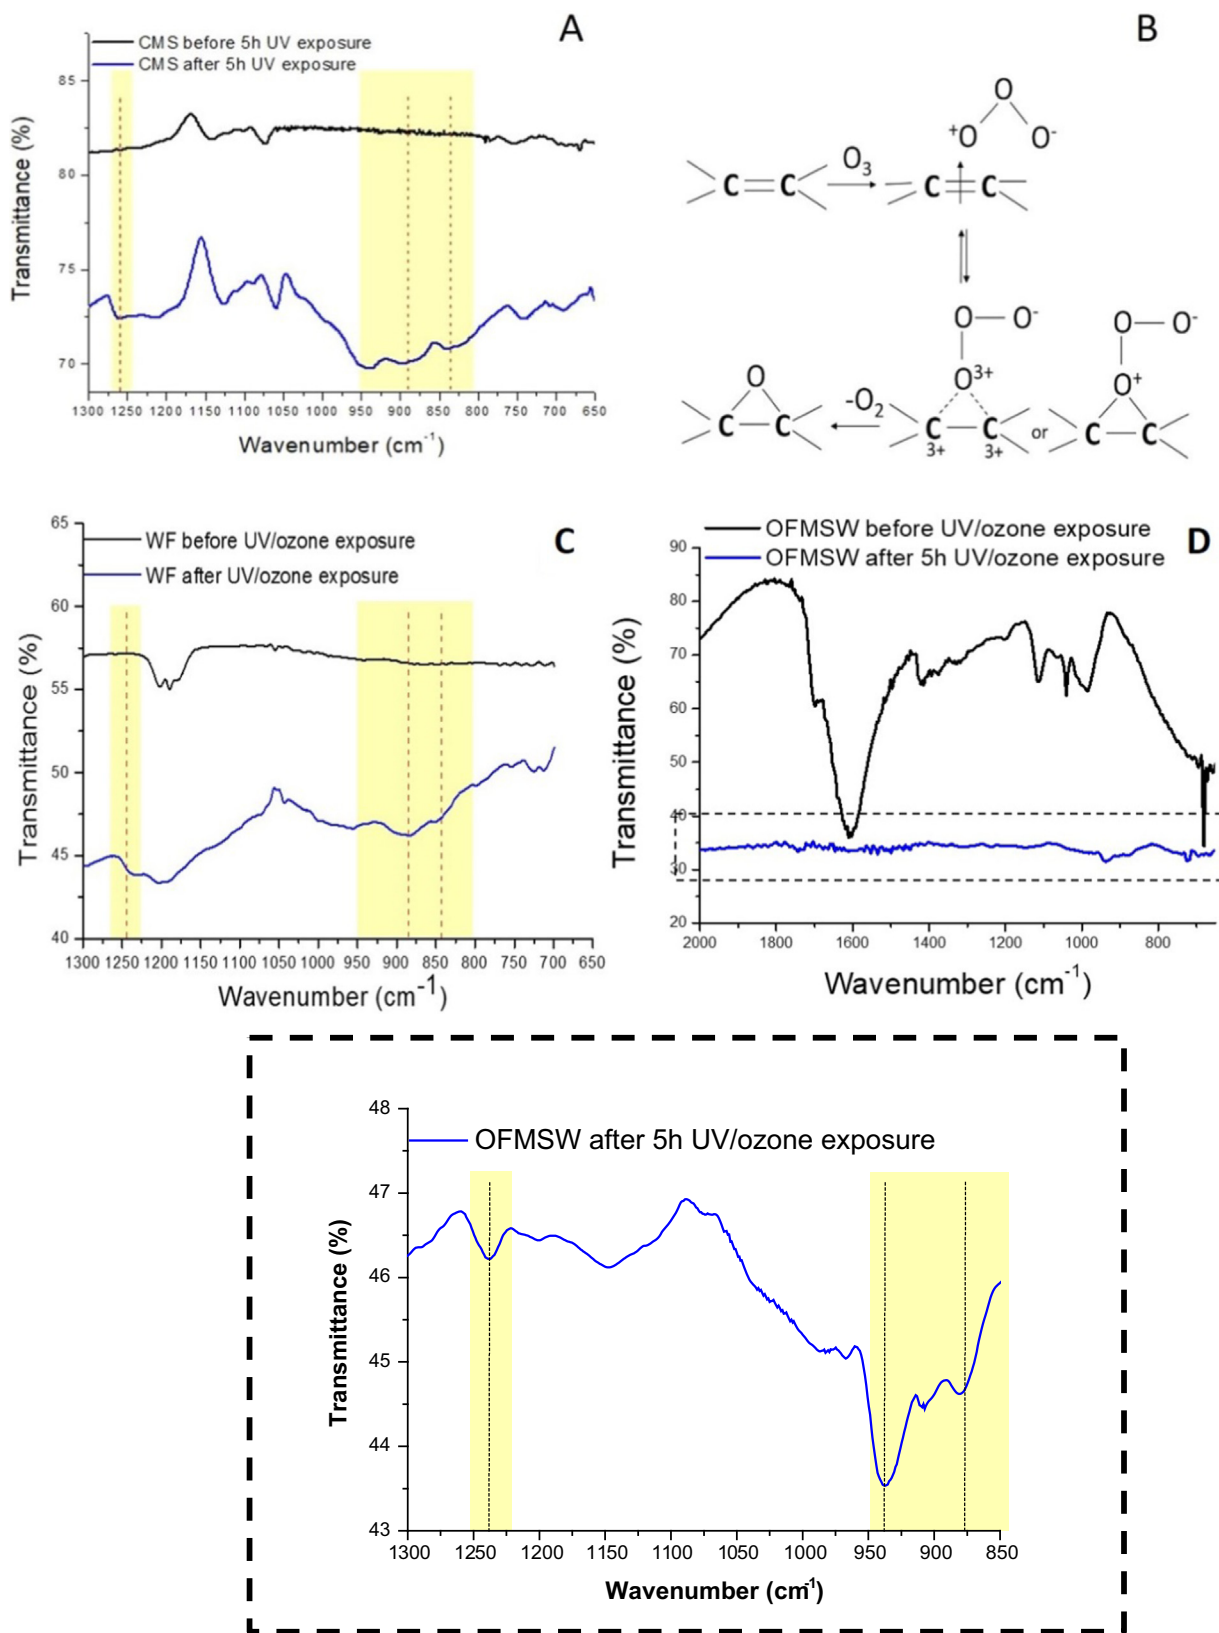 A
CMS before 5h UV exposure
CMS after 5h UV exposure
85
80
75
70
Transmittance (%)
1300 1250 1200 1150 1100 1050 1000 950 900 850 800 750 700 650
Wavenumber (cm-1)
B
O
+O O-
C=C O3 C=C
O—O- O—O-
O O3+ O+
C—C -O2 C—C or C—C
3+ 3+
C
WF before UV/ozone exposure
WF after UV/ozone exposure
65
60
55
50
45
40
Transmittance (%)
1300 1250 1200 1150 1100 1050 1000 950 900 850 800 750 700 650
Wavenumber (cm-1)
D
OFMSW before UV/ozone exposure
OFMSW after 5h UV/ozone exposure
90
80
70
60
50
40
30
20
Transmittance (%)
2000 1800 1600 1400 1200 1000 800
Wavenumber (cm-1)
OFMSW after 5h UV/ozone exposure
48
47
46
45
44
43
Transmittance (%)
1300 1250 1200 1150 1100 1050 1000 950 900 850
Wavenumber (cm-1)